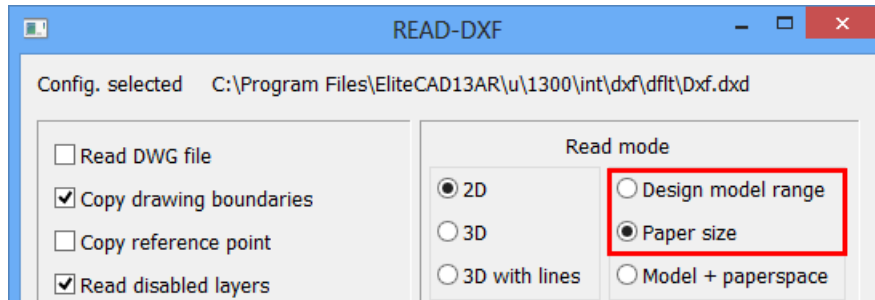 READ-DXF
Config. selected C:\Program Files\EliteCAD13AR\u\1300\int\dxf\dflt\Dxf.dxd
Read DWG file
Copy drawing boundaries
Copy reference point
Read disabled layers
Read mode
2D
3D
3D with lines
Design model range
Paper size
Model + paperspace